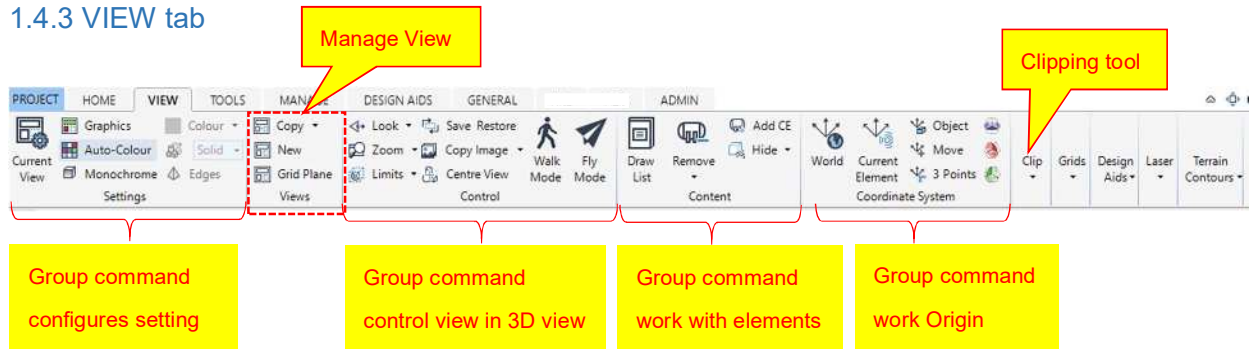 1.4.3 VIEW tab
Manage View
Clipping tool
PROJECT HOME VIEW TOOLS MANAGE DESIGN AIDS GENERAL ADMIN
Graphics Colour Copy Look Save Restore Add CE Object
Auto-Colour Solid New Zoom Copy Image Hide Move
Monochrome Edges Grid Plane Limits Centre View 3 Points
Current View
Walk Mode
Fly Mode
Draw List
Remove
World
Current Element
Clip
Grids
Design Aids
Laser
Terrain Contours
Settings Views Control Content Coordinate System
Group command
configures setting
Group command
control view in 3D view
Group command
work with elements
Group command
work Origin